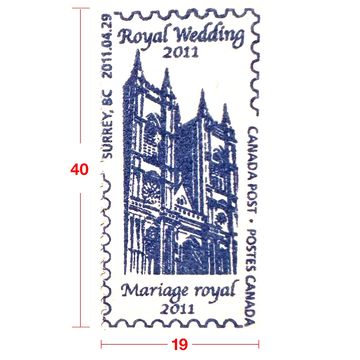 Royal Wedding
2011
SURREY, BC 2011.04.29
CANADA POST • POSTES CANADA
40
Mariage royal
2011
19